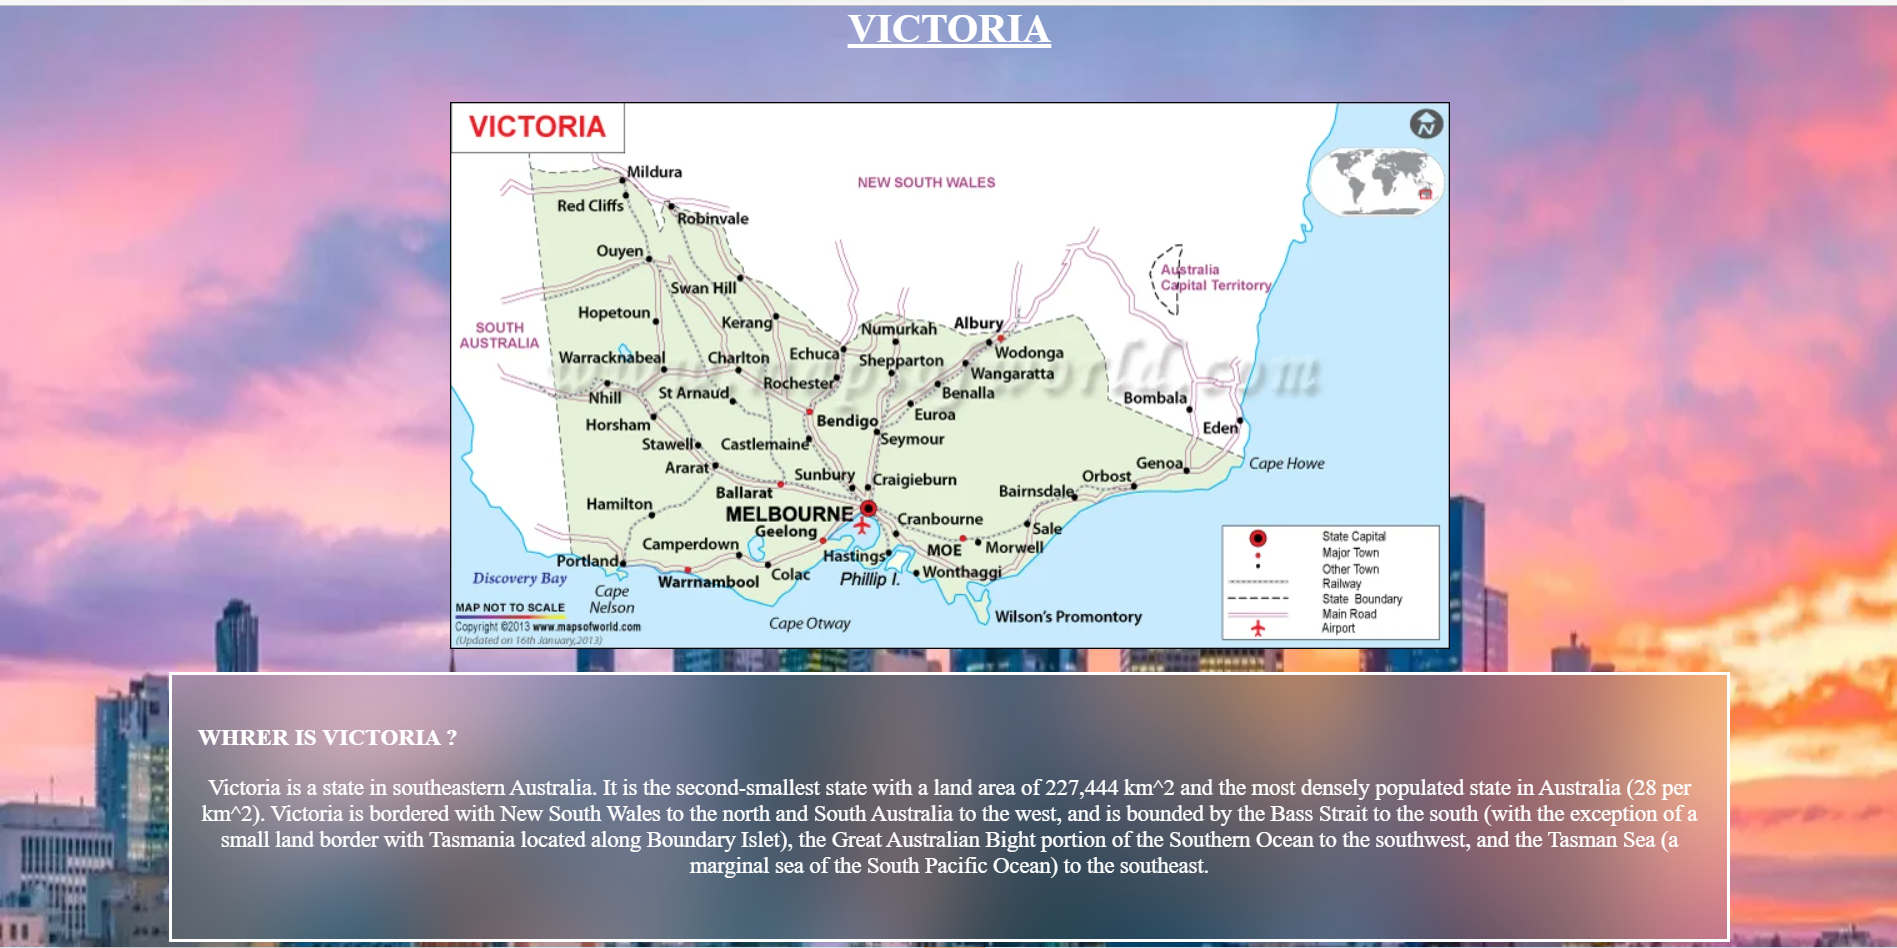 VICTORIA
VICTORIA
NEW SOUTH WALES
Mildura
Red Cliffs
Robinvale
Ouyen
Swan Hill
Australia
Capital Territorry
Hopetoun
Kerang
Numurkah
Albury
SOUTH
AUSTRALIA
Warracknabeal
Charlton
Echuca
Shepparton
Wodonga
Wangaratta
Rochester
www.mapsofworld.com
Nhill
St Arnaud
Benalla
Bombala
Horsham
Bendigo
Euroa
Eden
Stawell
Castlemaine
Seymour
Ararat
Sunbury
Craigieburn
Genoa
Cape Howe
Orbost
Ballarat
Bairnsdale
Hamilton
MELBOURNE
Cranbourne
Geelong
Sale
Camperdown
Hastings
MOE
Morwell
Portland
Discovery Bay
Warrnambool
Colac
Phillip I.
Wonthaggi
Cape
Nelson
Cape Otway
Wilson's Promontory
MAP NOT TO SCALE
Copyright ©2013 www.mapsofworld.com
(Updated on 16th January,2013)
State Capital
Major Town
Other Town
Railway
State Boundary
Main Road
Airport
N
WHRER IS VICTORIA ?
Victoria is a state in southeastern Australia. It is the second-smallest state with a land area of 227,444 km^2 and the most densely populated state in Australia (28 per
km^2). Victoria is bordered with New South Wales to the north and South Australia to the west, and is bounded by the Bass Strait to the south (with the exception of a
small land border with Tasmania located along Boundary Islet), the Great Australian Bight portion of the Southern Ocean to the southwest, and the Tasman Sea (a
marginal sea of the South Pacific Ocean) to the southeast.